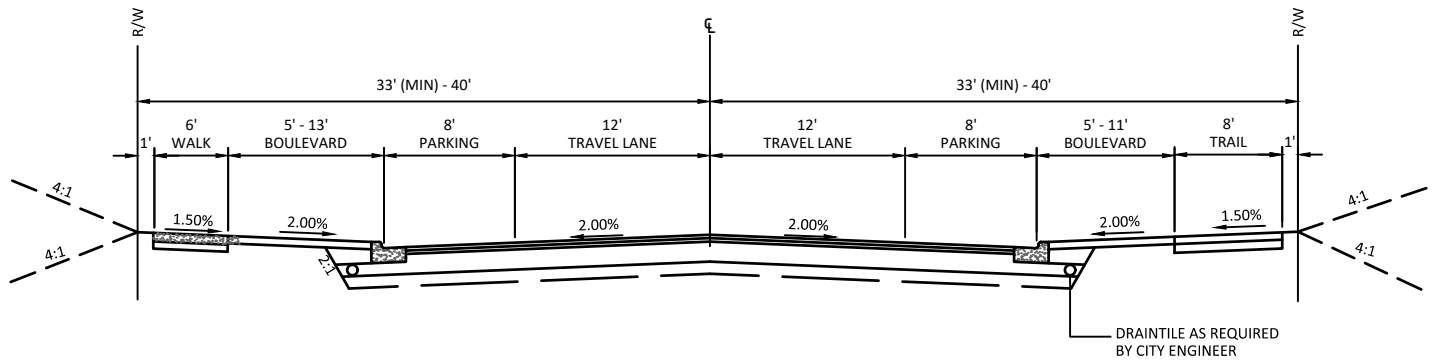 R/W
℄
R/W
33' (MIN) - 40'
33' (MIN) - 40'
1'
6'
WALK
5' - 13'
BOULEVARD
8'
PARKING
12'
TRAVEL LANE
12'
TRAVEL LANE
8'
PARKING
5' - 11'
BOULEVARD
8'
TRAIL
1'
4:1
4:1
1.50%
2.00%
2.00%
2.00%
2.00%
1.50%
4:1
4:1
2:1
DRAINTILE AS REQUIRED
BY CITY ENGINEER